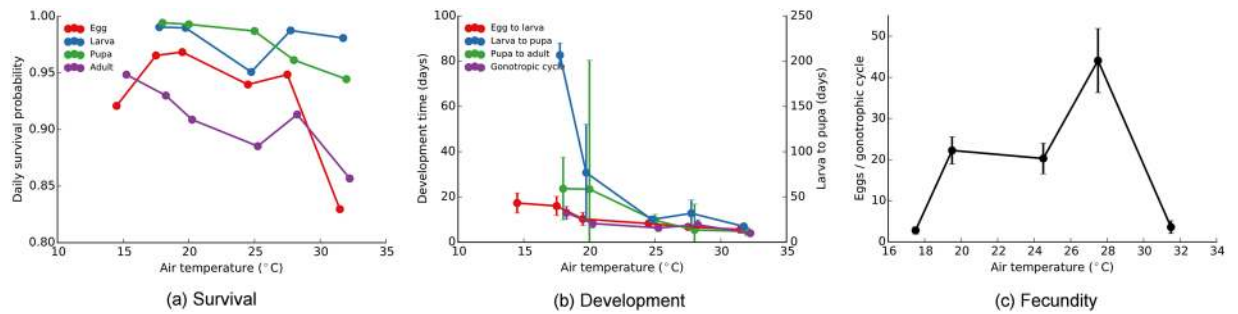 1.00
0.95
0.90
0.85
0.80
10 15 20 25 30 35
Daily survival probability
Air temperature (°C)
Egg
Larva
Pupa
Adult
(a) Survival
100
80
60
40
20
0
10 15 20 25 30 35
Development time (days)
Air temperature (°C)
250
200
150
100
50
0
Larva to pupa (days)
Egg to larva
Larva to pupa
Pupa to adult
Gonotropic cycle
(b) Development
50
40
30
20
10
0
16 18 20 22 24 26 28 30 32 34
Eggs / gonotrophic cycle
Air temperature (°C)
(c) Fecundity